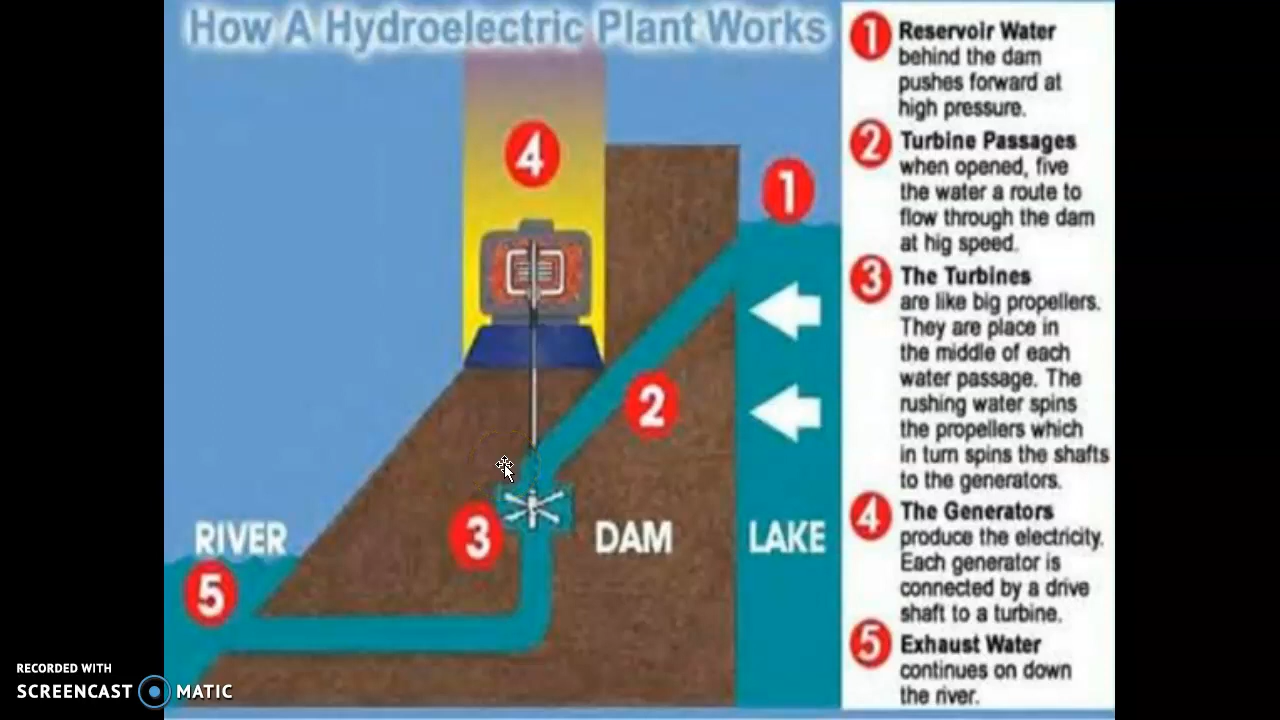 How A Hydroelectric Plant Works
4
1
2
3
RIVER
DAM
LAKE
5
1 Reservoir Water
behind the dam
pushes forward at
high pressure.
2 Turbine Passages
when opened, five
the water a route to
flow through the dam
at hig speed.
3 The Turbines
are like big propellers.
They are place in
the middle of each
water passage. The
rushing water spins
the propellers which
in turn spins the shafts
to the generators.
4 The Generators
produce the electricity.
Each generator is
connected by a drive
shaft to a turbine.
5 Exhaust Water
continues on down
the river.
RECORDED WITH
SCREENCAST MATIC